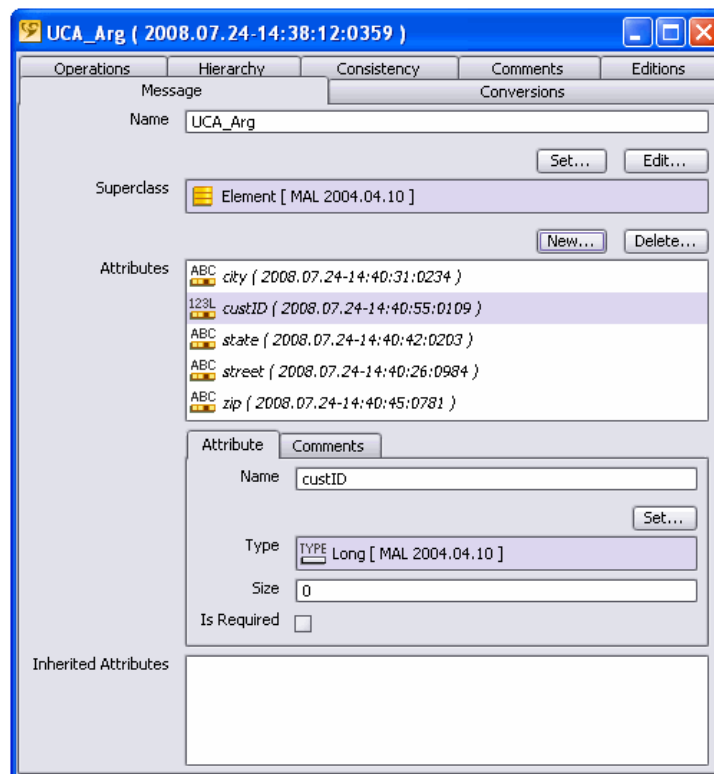 UCA_Arg ( 2008.07.24-14:38:12:0359 )
Operations Hierarchy Consistency Comments Editions
Message Conversions
Name UCA_Arg
Set... Edit...
Superclass Element [ MAL 2004.04.10 ]
New... Delete...
Attributes ABC city ( 2008.07.24-14:40:31:0234 )
123L custID ( 2008.07.24-14:40:55:0109 )
ABC state ( 2008.07.24-14:40:42:0203 )
ABC street ( 2008.07.24-14:40:26:0984 )
ABC zip ( 2008.07.24-14:40:45:0781 )
Attribute Comments
Name custID
Set...
Type TYPE Long [ MAL 2004.04.10 ]
Size 0
Is Required
Inherited Attributes